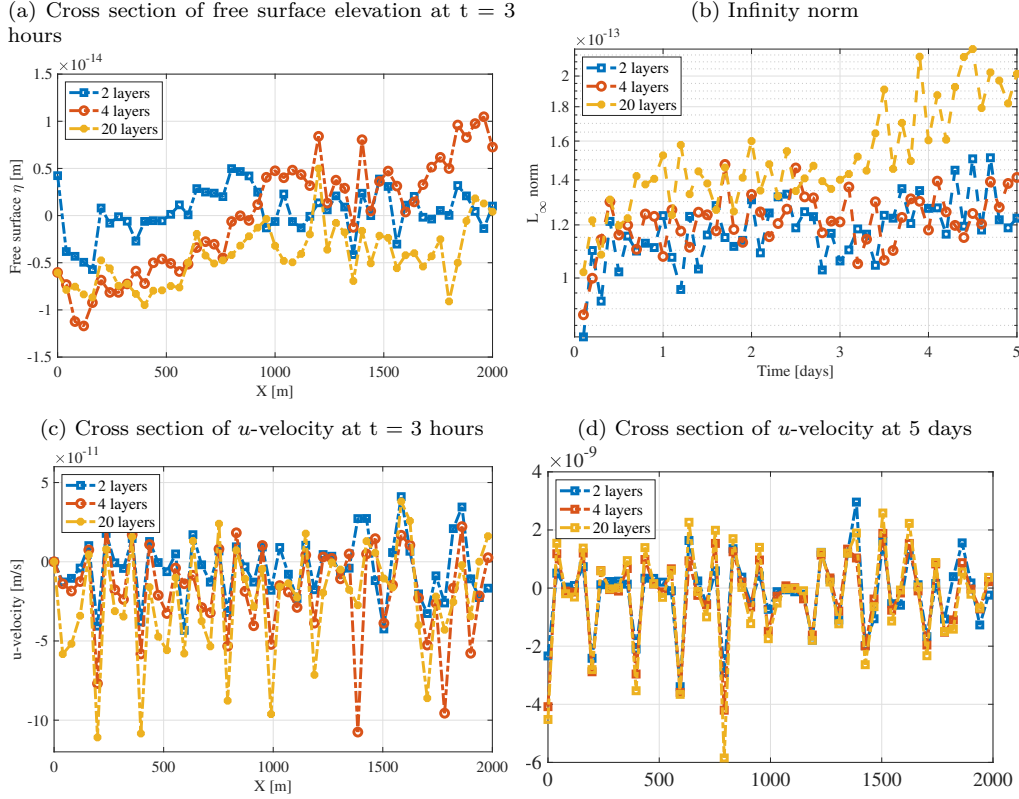 (a) Cross section of free surface elevation at t = 3
hours
×10⁻¹⁴
1.5
1
0.5
0
-0.5
-1
-1.5
Free surface η [m]
2 layers
4 layers
20 layers
0 500 1000 1500 2000
X [m]
(b) Infinity norm
×10⁻¹³
2
1.8
1.6
1.4
1.2
1
L∞ norm
2 layers
4 layers
20 layers
0 1 2 3 4 5
Time [days]
(c) Cross section of u-velocity at t = 3 hours
×10⁻¹¹
5
0
-5
-10
u-velocity [m/s]
2 layers
4 layers
20 layers
0 500 1000 1500 2000
X [m]
(d) Cross section of u-velocity at 5 days
×10⁻⁹
4
2
0
-2
-4
-6
2 layers
4 layers
20 layers
0 500 1000 1500 2000